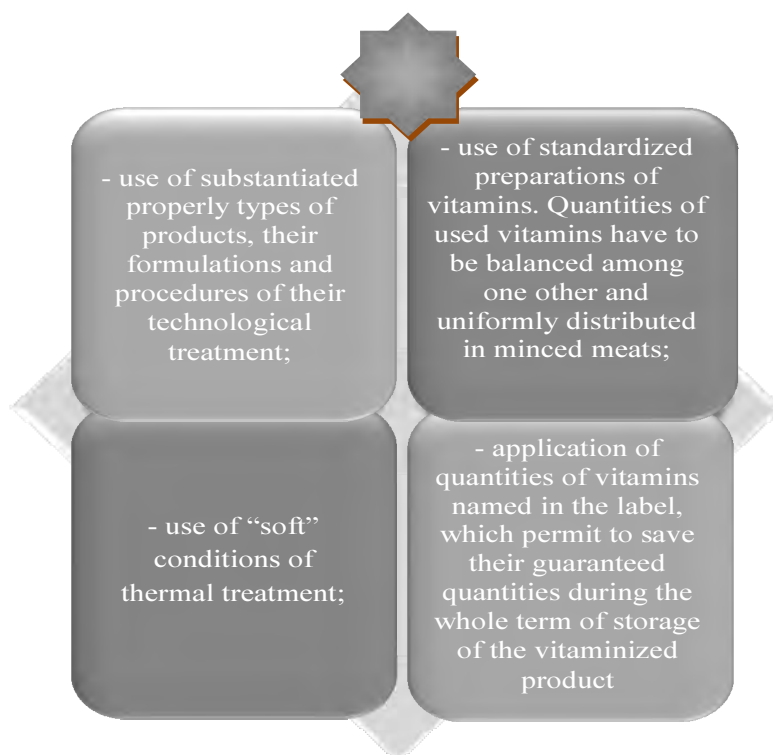 - use of substantiated
properly types of
products, their
formulations and
procedures of their
technological
treatment;
- use of standardized
preparations of
vitamins. Quantities of
used vitamins have to
be balanced among
one other and
uniformly distributed
in minced meats;
- use of “soft”
conditions of
thermal treatment;
- application of
quantities of vitamins
named in the label,
which permit to save
their guaranteed
quantities during the
whole term of storage
of the vitaminized
product